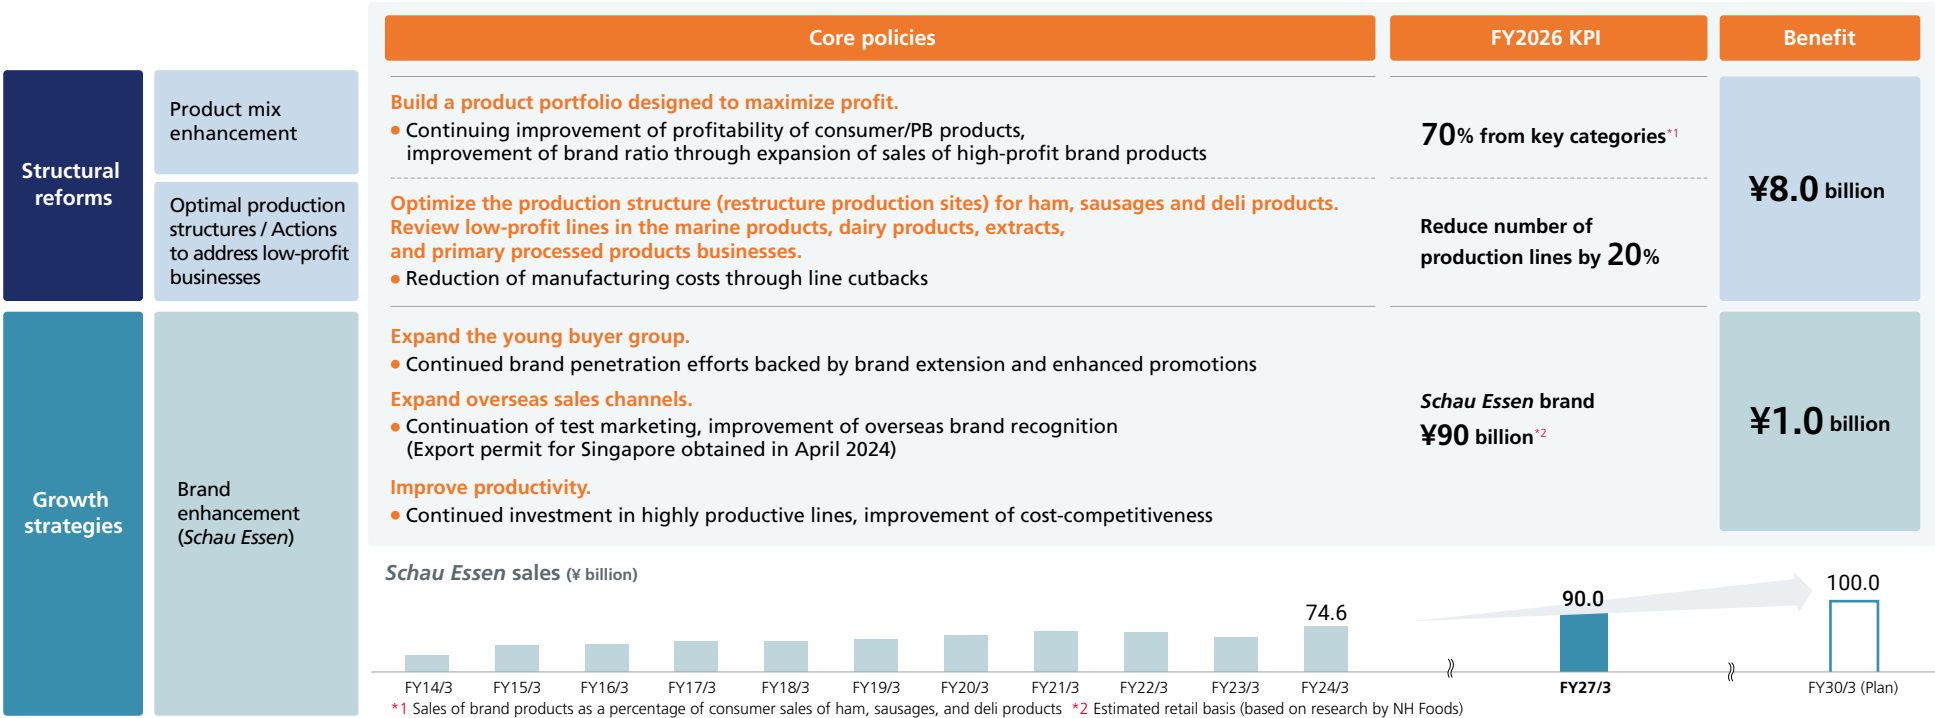 Core policies
FY2026 KPI
Benefit
Structural
reforms
Product mix
enhancement
Build a product portfolio designed to maximize profit.
● Continuing improvement of profitability of consumer/PB products,
improvement of brand ratio through expansion of sales of high-profit brand products
70% from key categories*1
¥8.0 billion
Optimal production
structures / Actions
to address low-profit
businesses
Optimize the production structure (restructure production sites) for ham, sausages and deli products.
Review low-profit lines in the marine products, dairy products, extracts,
and primary processed products businesses.
● Reduction of manufacturing costs through line cutbacks
Reduce number of
production lines by 20%
Growth
strategies
Brand
enhancement
(Schau Essen)
Expand the young buyer group.
● Continued brand penetration efforts backed by brand extension and enhanced promotions
Expand overseas sales channels.
● Continuation of test marketing, improvement of overseas brand recognition
(Export permit for Singapore obtained in April 2024)
Improve productivity.
● Continued investment in highly productive lines, improvement of cost-competitiveness
Schau Essen brand
¥90 billion*2
¥1.0 billion
Schau Essen sales (¥ billion)
74.6
90.0
100.0
FY14/3
FY15/3
FY16/3
FY17/3
FY18/3
FY19/3
FY20/3
FY21/3
FY22/3
FY23/3
FY24/3
FY27/3
FY30/3 (Plan)
*1 Sales of brand products as a percentage of consumer sales of ham, sausages, and deli products *2 Estimated retail basis (based on research by NH Foods)